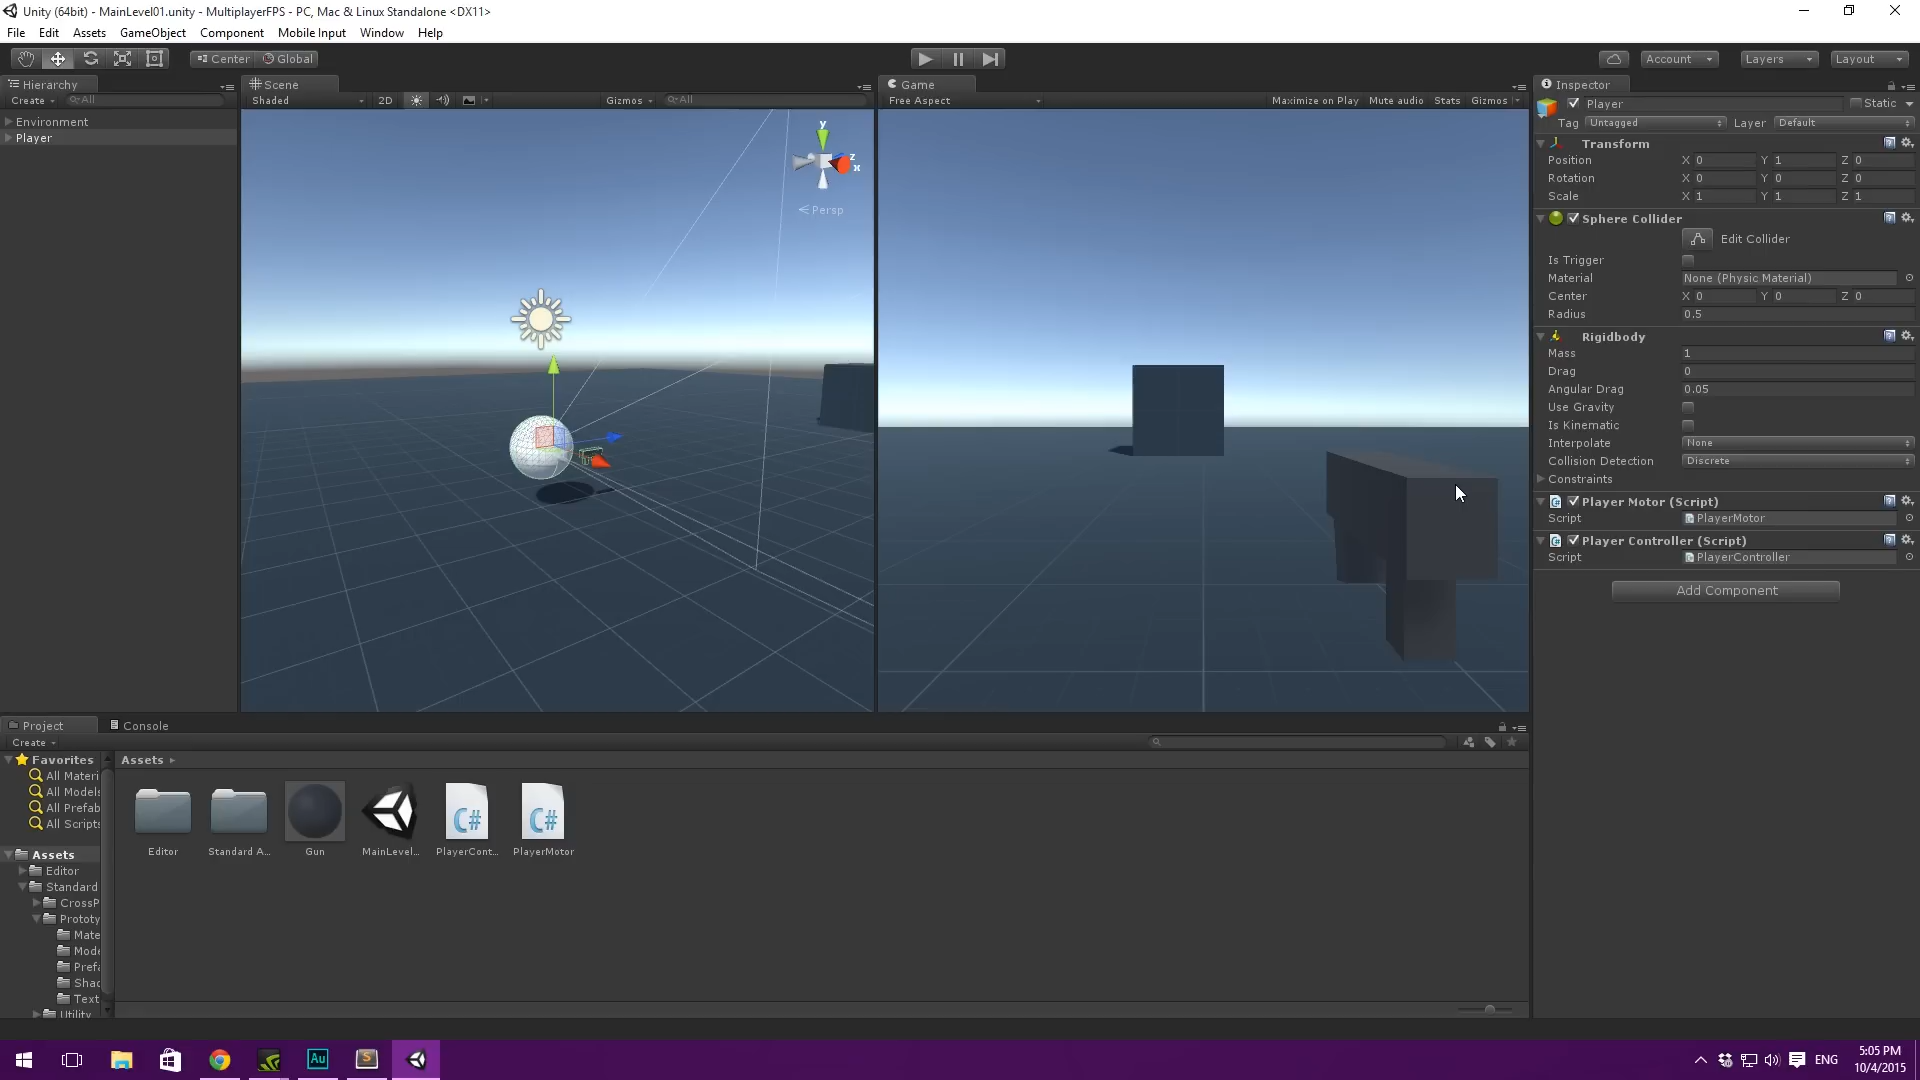 Unity (64bit) - MainLevel01.unity - MultiplayerFPS - PC, Mac & Linux Standalone <DX11>
File Edit Assets GameObject Component Mobile Input Window Help
Center Global Account Layers Layout
Hierarchy
Create All
Environment
Player
Scene
Shaded 2D Gizmos All
y
z
x
Persp
Game
Free Aspect Maximize on Play Mute audio Stats Gizmos
Inspector
Player Static
Tag Untagged Layer Default
Transform
Position X 0 Y 1 Z 0
Rotation X 0 Y 0 Z 0
Scale X 1 Y 1 Z 1
Sphere Collider
Edit Collider
Is Trigger
Material None (Physic Material)
Center X 0 Y 0 Z 0
Radius 0.5
Rigidbody
Mass 1
Drag 0
Angular Drag 0.05
Use Gravity
Is Kinematic
Interpolate None
Collision Detection Discrete
Constraints
Player Motor (Script)
Script PlayerMotor
Player Controller (Script)
Script PlayerController
Add Component
Project Console
Create
Favorites
All Materi
All Models
All Prefab
All Scripts
Assets
Editor
Standard
CrossP
Prototy
Mate
Mode
Prefa
Shad
Text
Utility
Assets
Editor Standard A... Gun MainLevel... PlayerCont... PlayerMotor
C# C#
Au S ENG 5:05 PM
10/4/2015